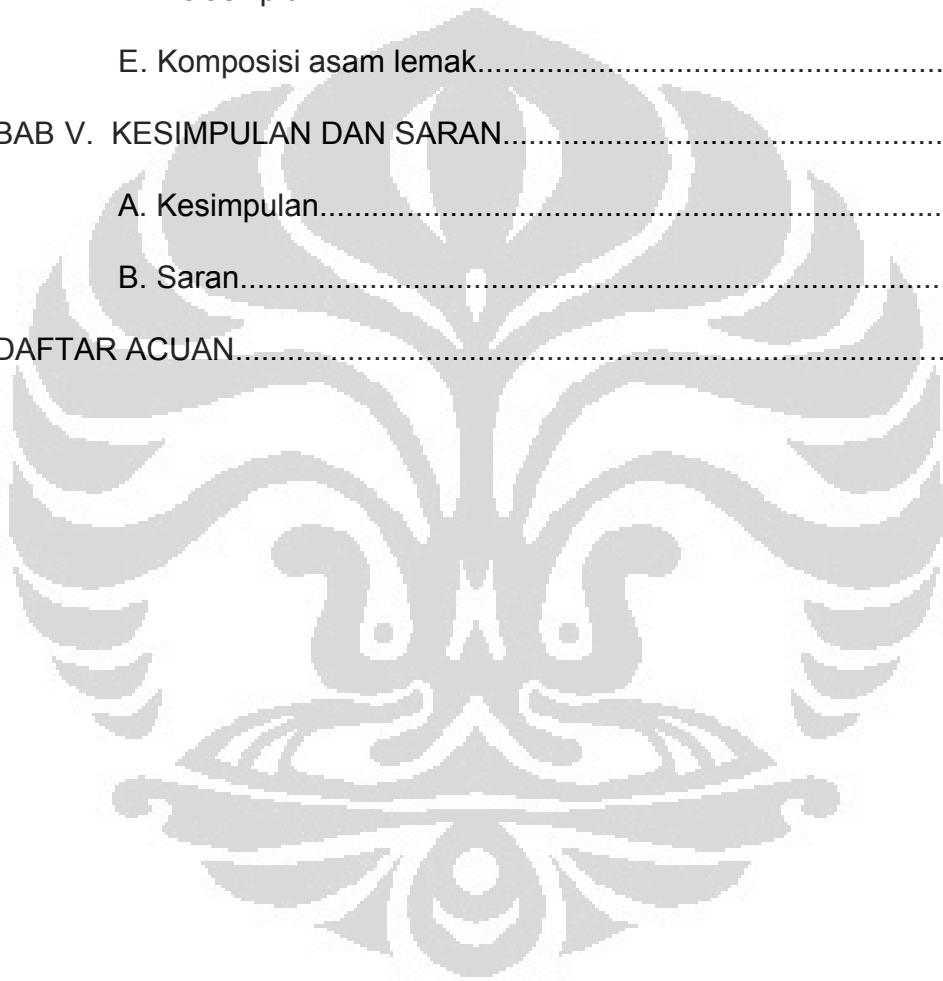 E. Komposisi asam lemak............................................................
BAB V. KESIMPULAN DAN SARAN...................................................
A. Kesimpulan..............................................................................
B. Saran.......................................................................................
DAFTAR ACUAN.................................................................................